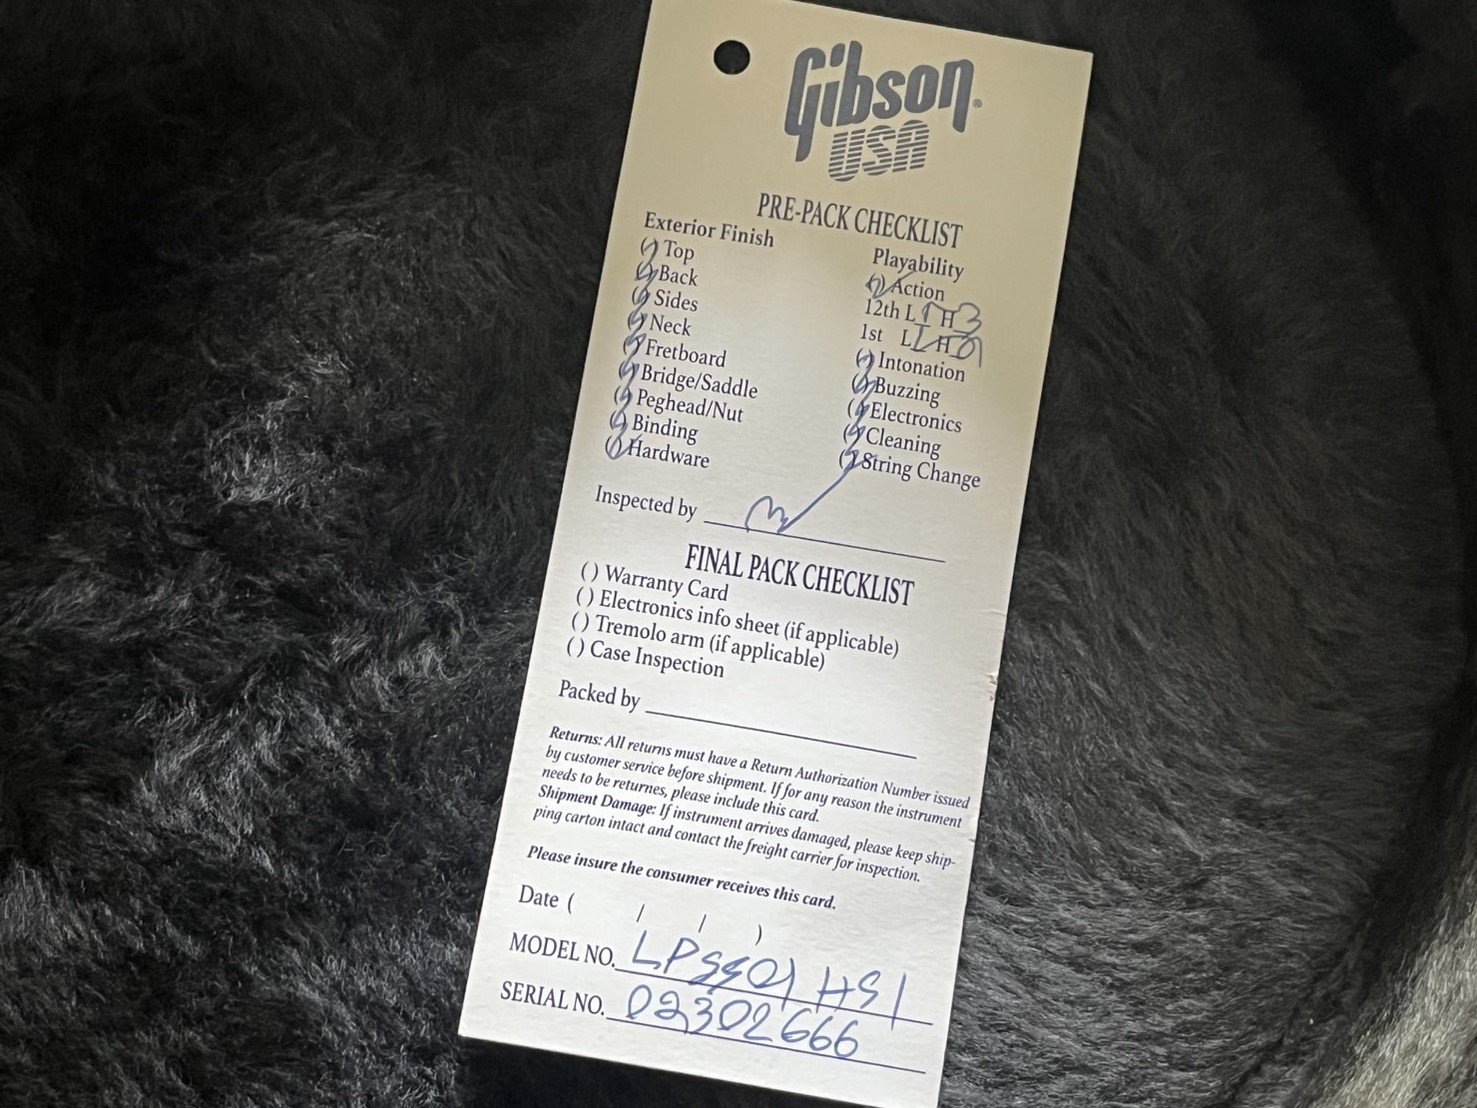 Gibson®
USA
PRE-PACK CHECKLIST
Exterior Finish
(✓) Top
(✓) Back
(✓) Sides
(✓) Neck
(✓) Fretboard
(✓) Bridge/Saddle
(✓) Peghead/Nut
(✓) Binding
(✓) Hardware
Playability
(✓) Action
12th L H 3
1st L 1 H
(✓) Intonation
(✓) Buzzing
(✓) Electronics
(✓) Cleaning
(✓) String Change
Inspected by
FINAL PACK CHECKLIST
( ) Warranty Card
( ) Electronics info sheet (if applicable)
( ) Tremolo arm (if applicable)
( ) Case Inspection
Packed by
Returns: All returns must have a Return Authorization Number issued
by customer service before shipment. If for any reason the instrument
needs to be returnes, please include this card.
Shipment Damage: If instrument arrives damaged, please keep ship-
ping carton intact and contact the freight carrier for inspection.
Please insure the consumer receives this card.
Date ( / / )
MODEL NO. HS1
SERIAL NO. 02302666